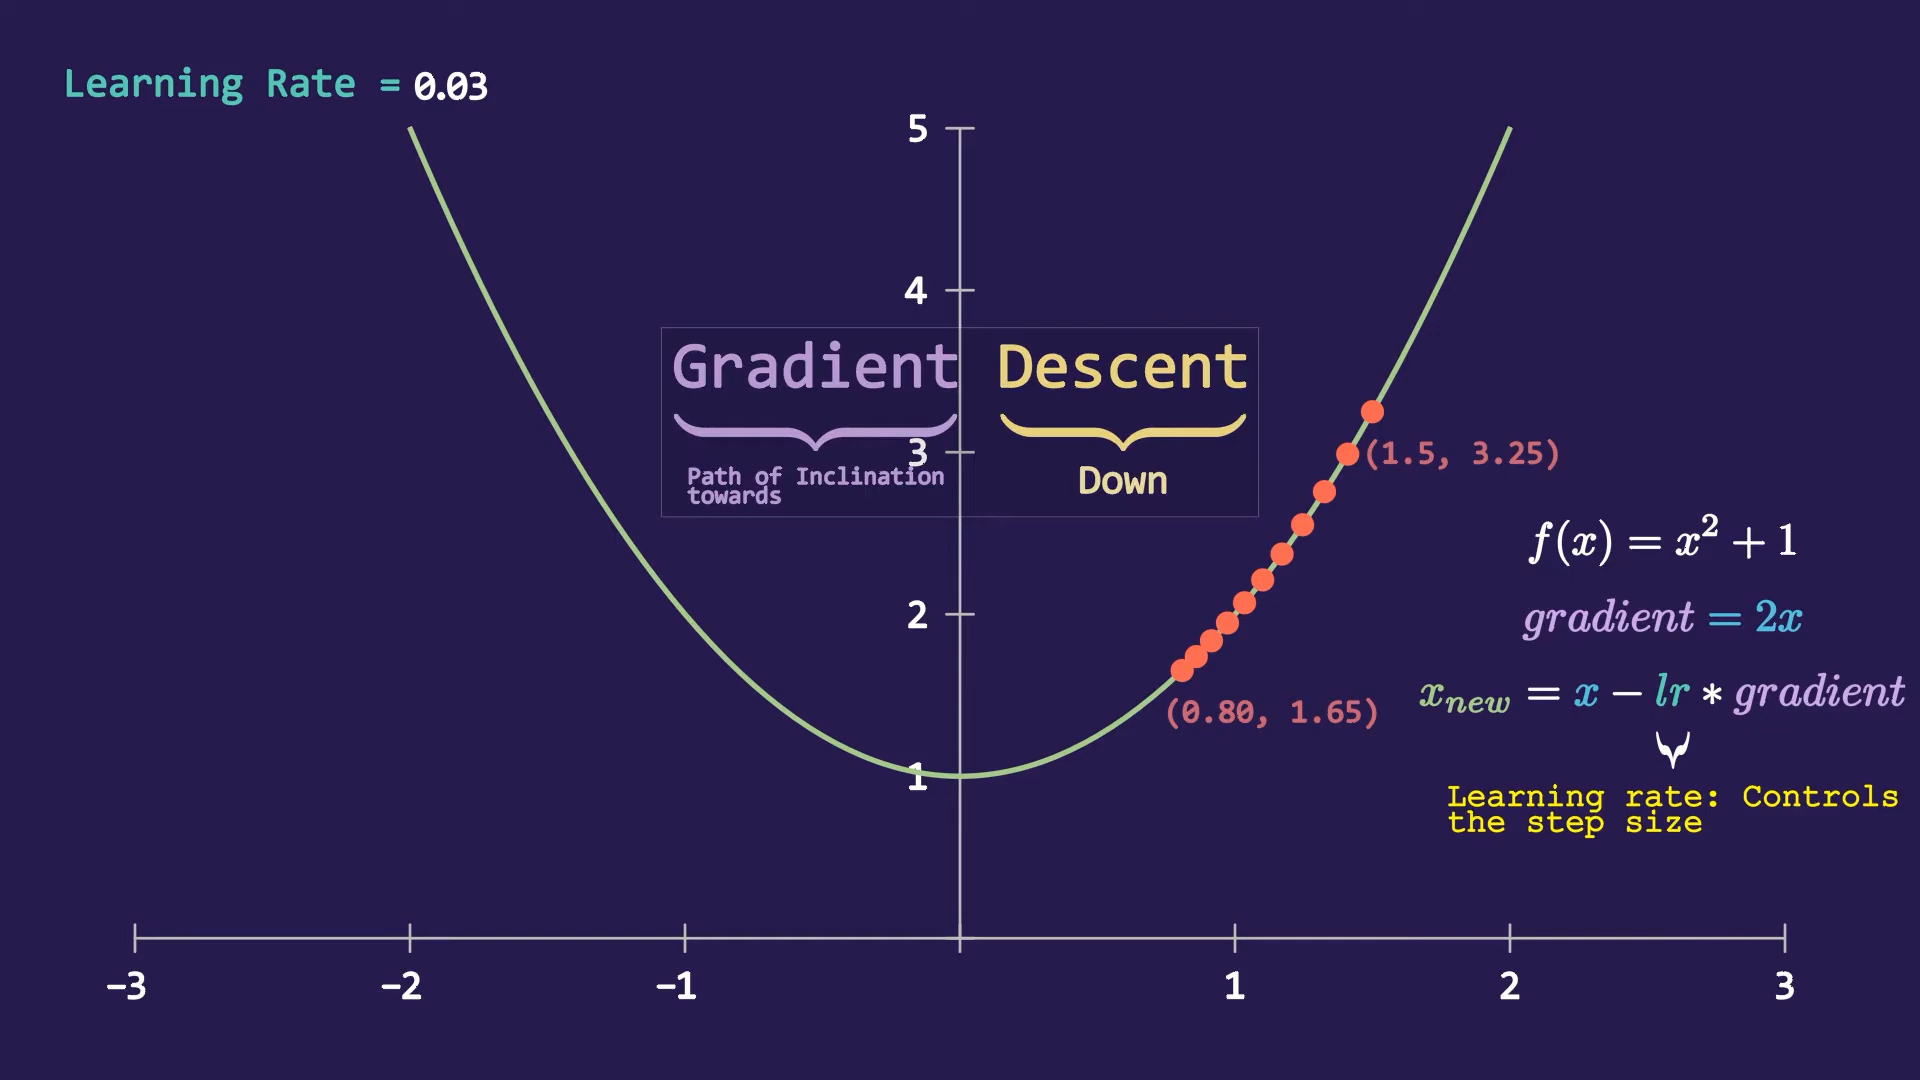 Learning Rate = 0.03
5
4
Gradient Descent
3
Path of Inclination
towards
Down
(1.5, 3.25)
f(x) = x² + 1
2
gradient = 2x
x_new = x − lr * gradient
(0.80, 1.65)
1
Learning rate: Controls
the step size
−3 −2 −1 1 2 3